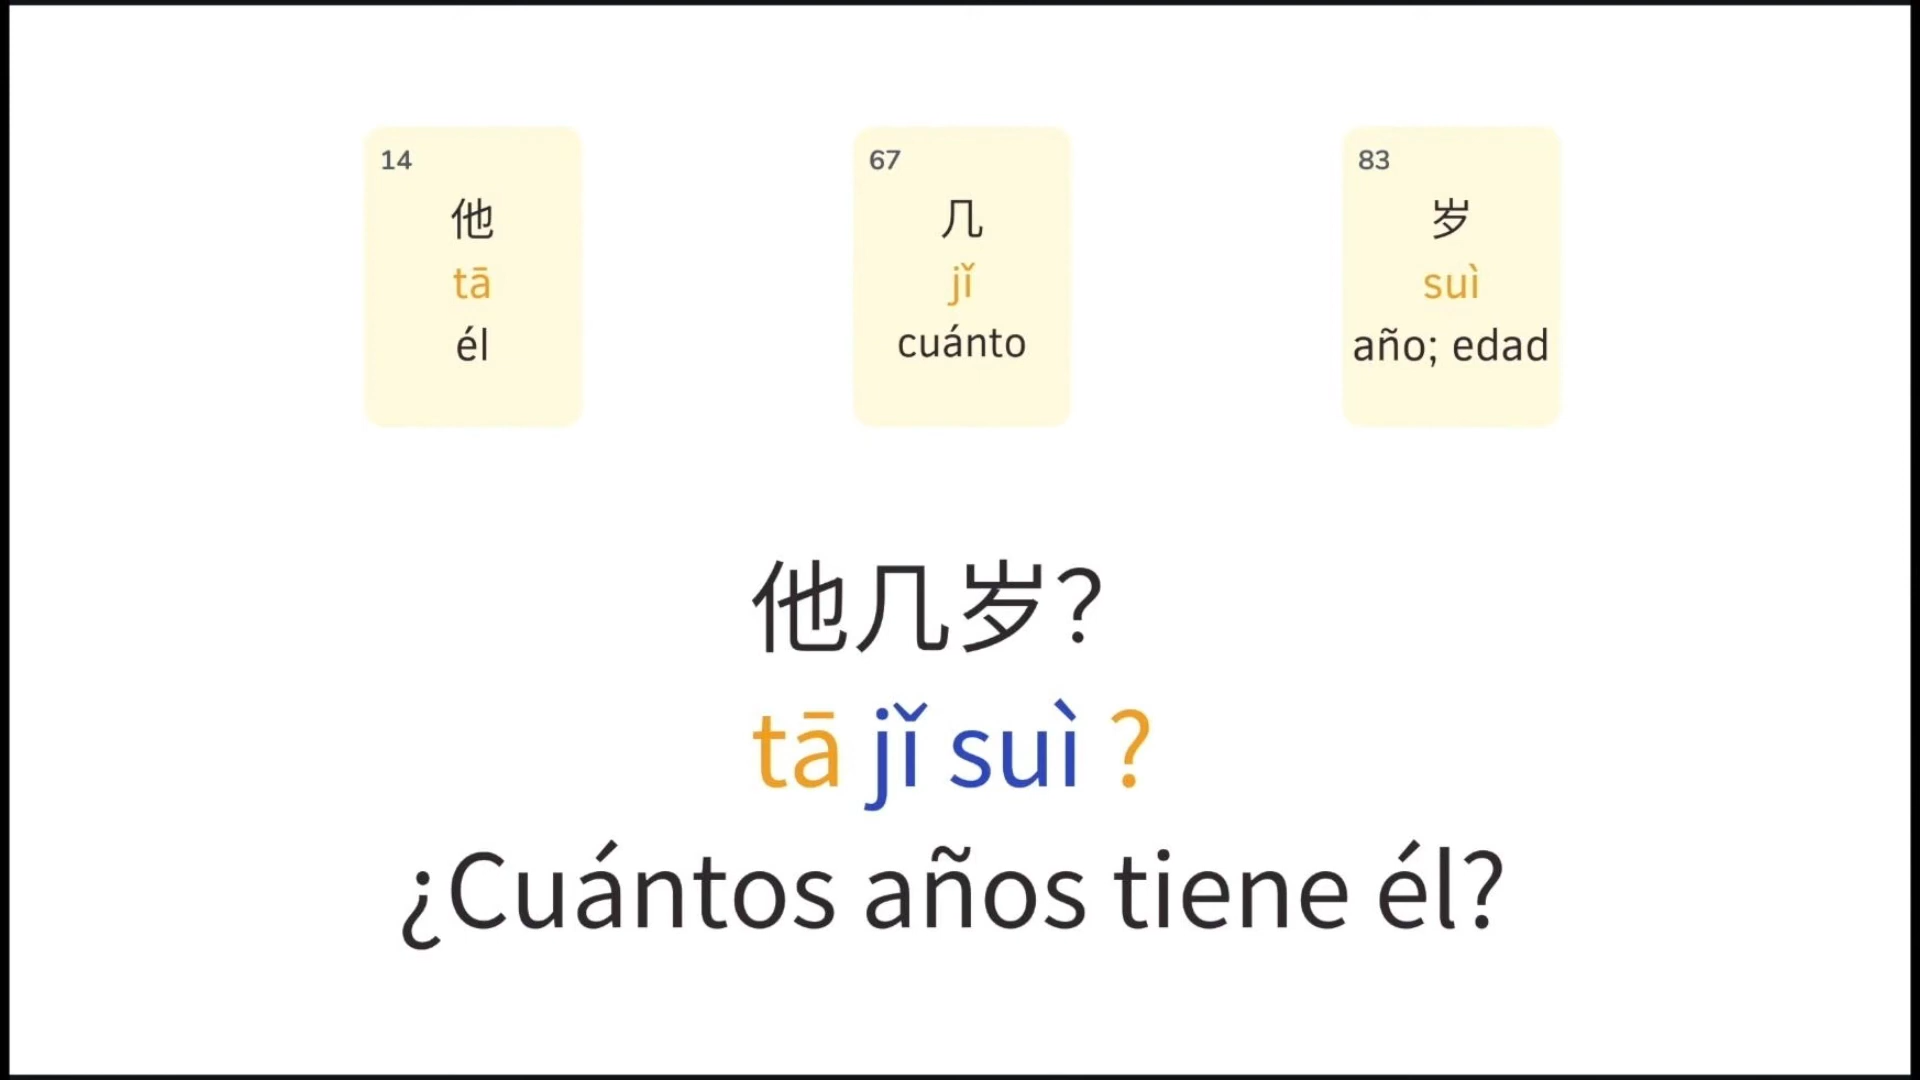 14
他
tā
él
67
几
jǐ
cuánto
83
岁
suì
año; edad
他几岁？
tā jǐ suì ?
¿Cuántos años tiene él?